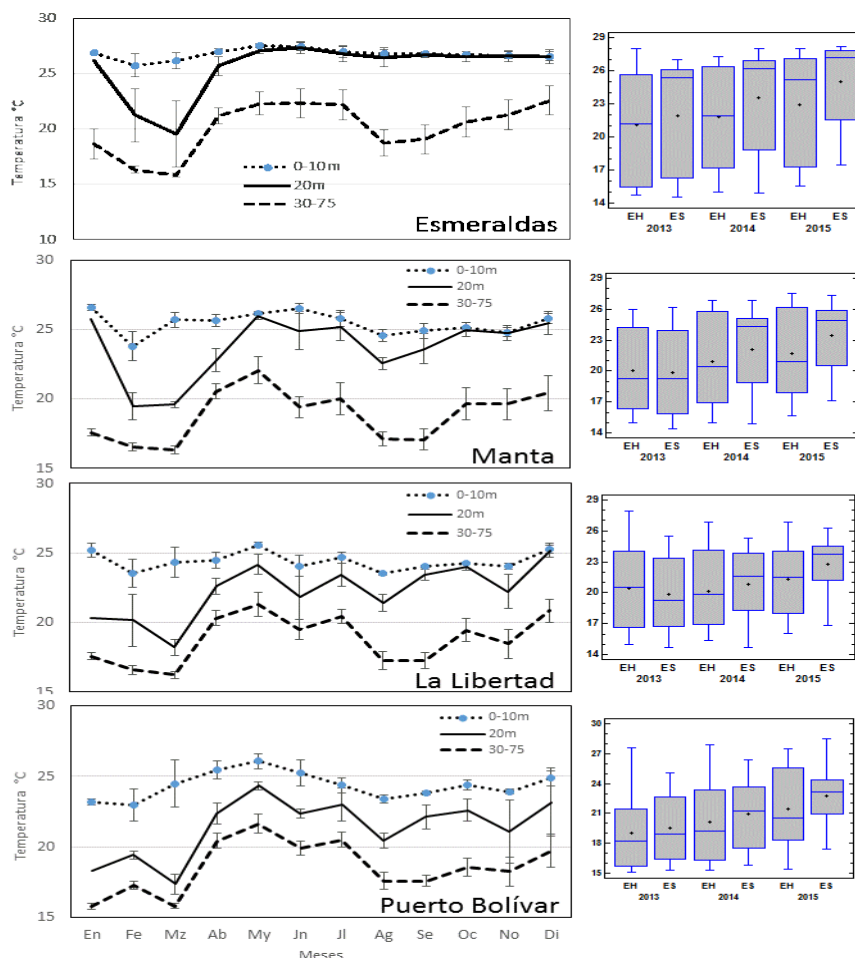 30
25
20
15
10
Temperatura °C
0-10m
20m
30-75
Esmeraldas
29
26
23
20
17
14
EH ES EH ES EH ES
2013 2014 2015
30
25
20
15
Temperatura °C
0-10m
20m
30-75
Manta
29
26
23
20
17
14
EH ES EH ES EH ES
2013 2014 2015
30
25
20
15
Temperatura °C
0-10m
20m
30-75
La Libertad
29
26
23
20
17
14
EH ES EH ES EH ES
2013 2014 2015
30
25
20
15
Temperatura °C
0-10m
20m
30-75
Puerto Bolívar
En Fe Mz Ab My Jn Jl Ag Se Oc No Di
Meses
30
27
24
21
18
15
EH ES EH ES EH ES
2013 2014 2015